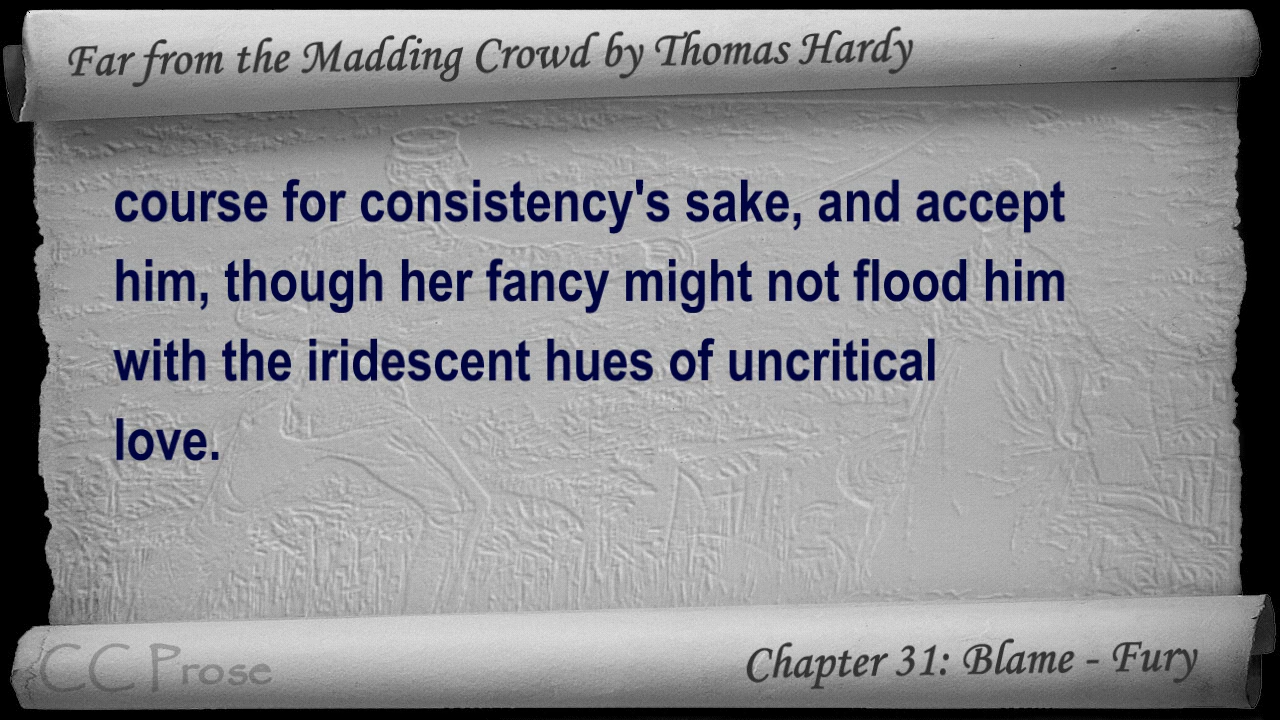 Far from the Madding Crowd by Thomas Hardy
course for consistency's sake, and accept
him, though her fancy might not flood him
with the iridescent hues of uncritical
love.
CC Prose
Chapter 31: Blame - Fury